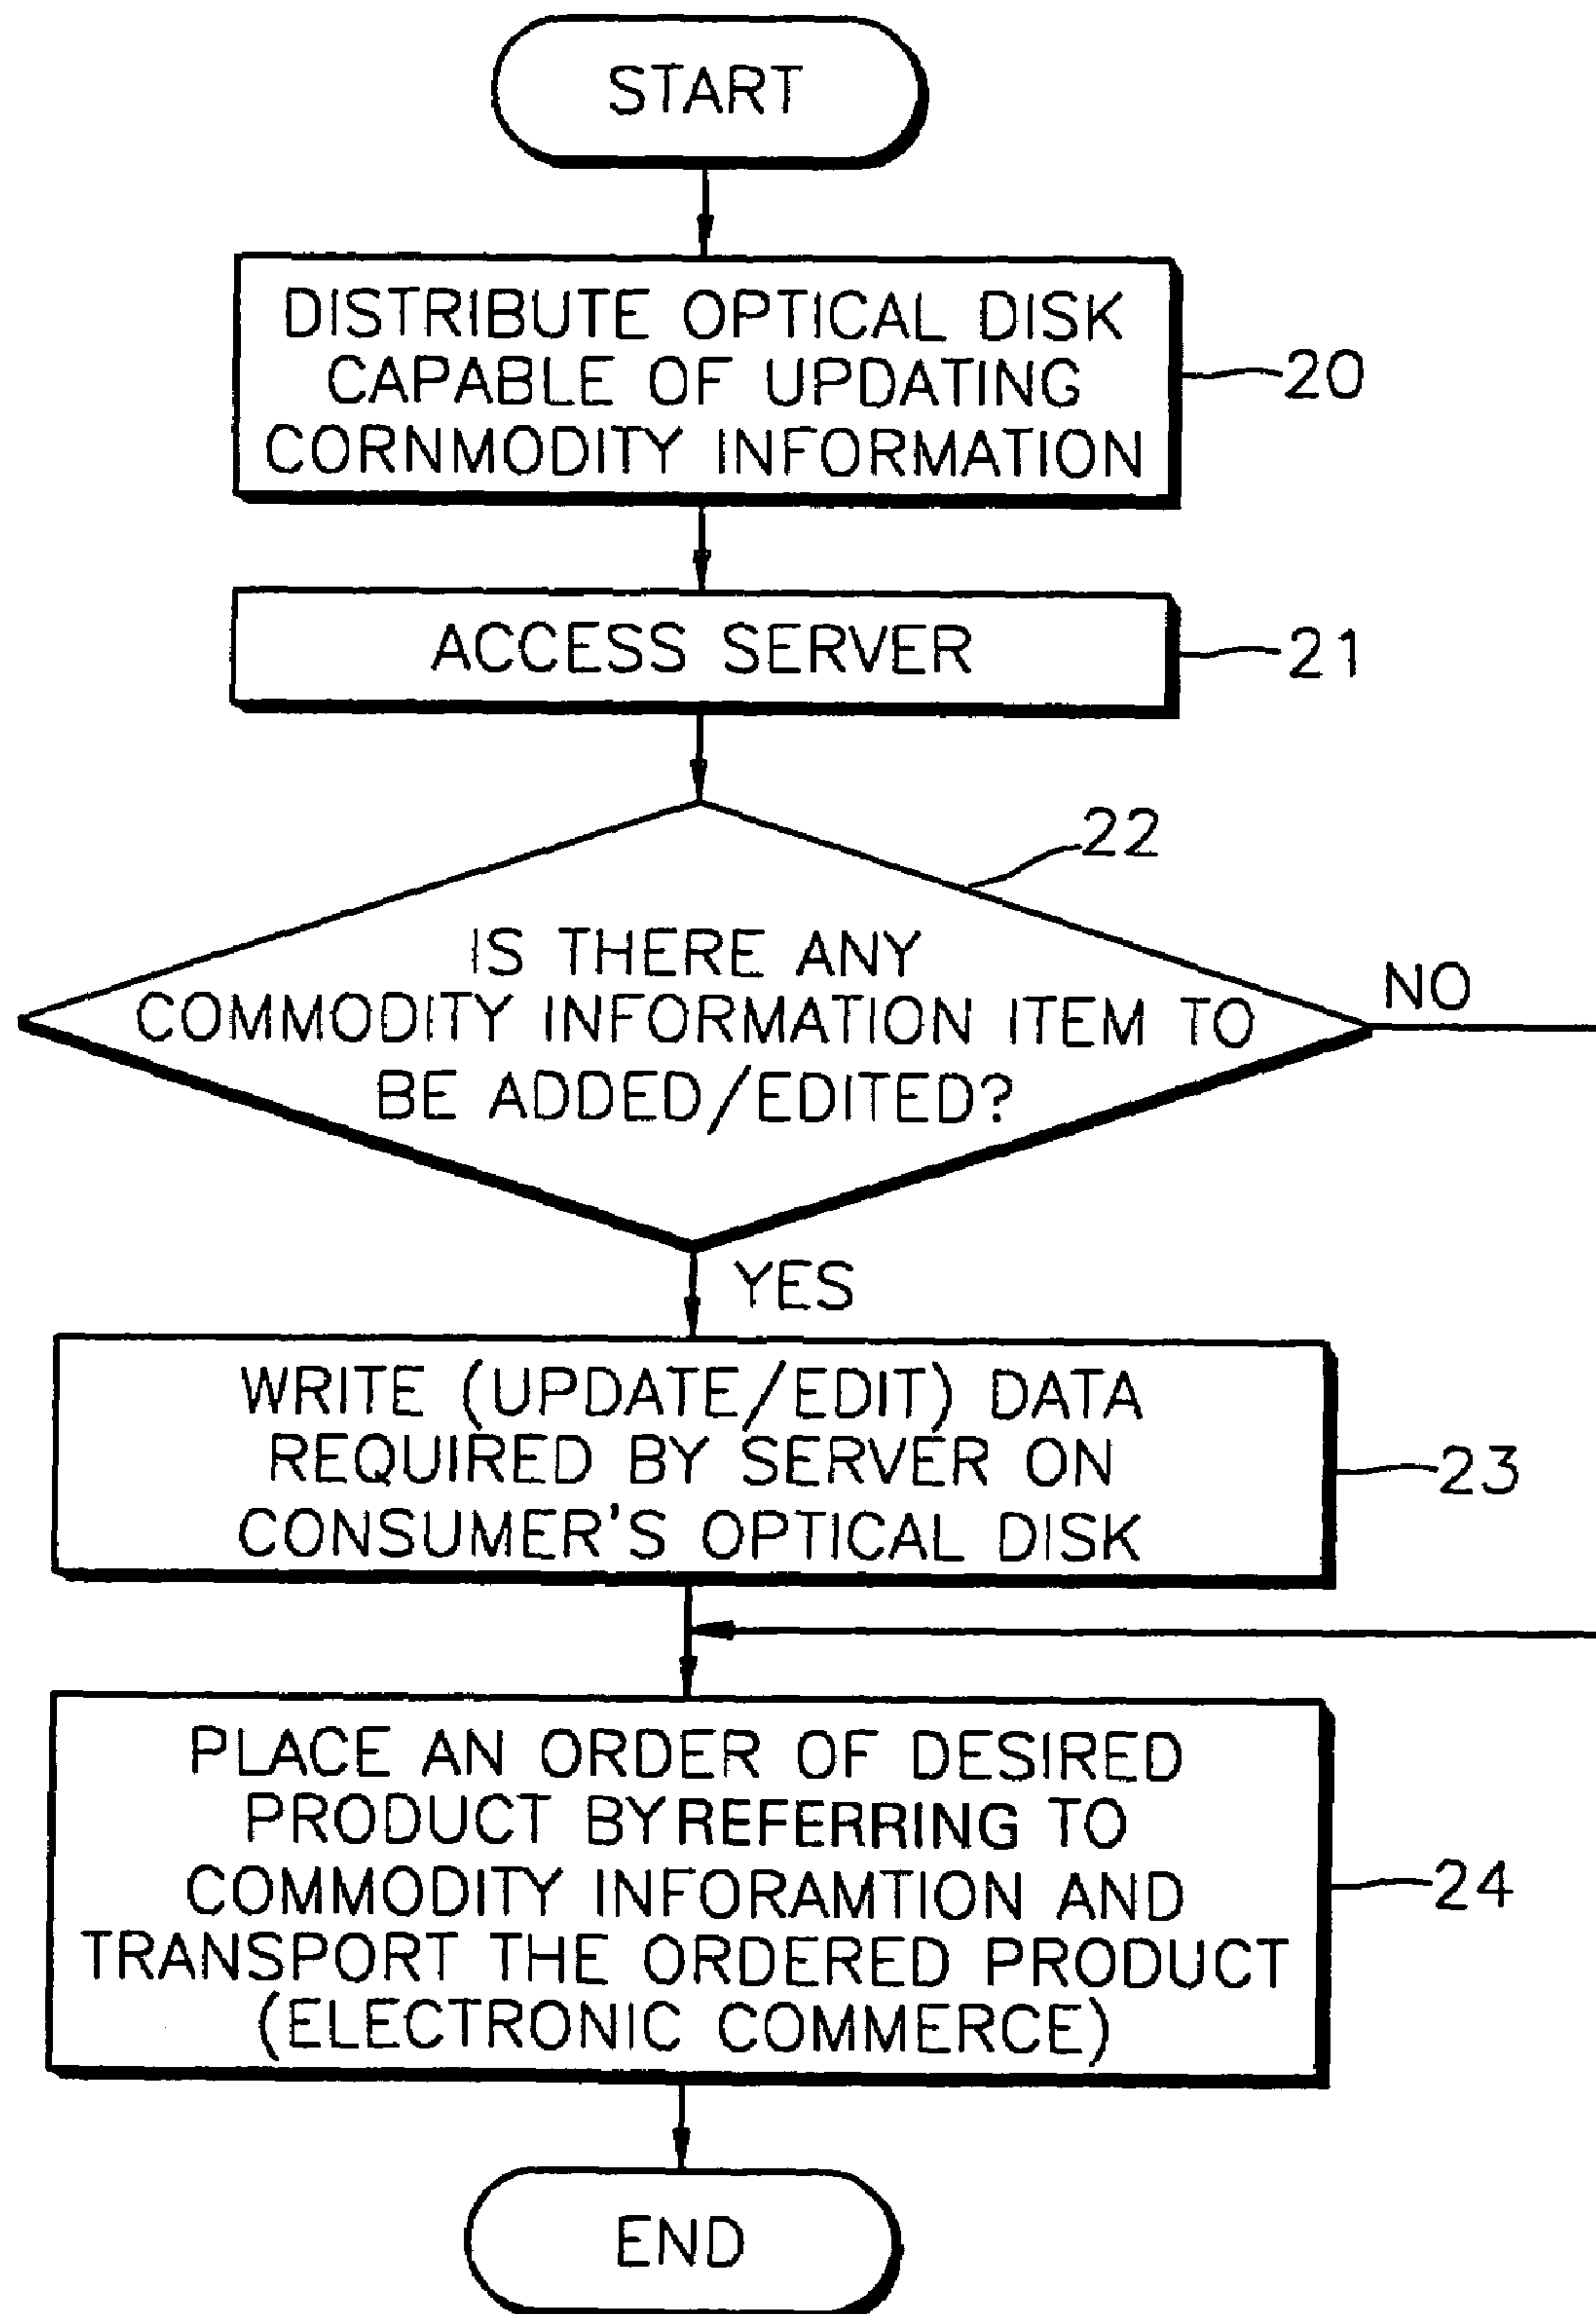 START
DISTRIBUTE OPTICAL DISK
CAPABLE OF UPDATING
CORNMODITY INFORMATION
20
ACCESS SERVER
21
22
IS THERE ANY
COMMODITY INFORMATION ITEM TO
BE ADDED/EDITED?
NO
YES
WRITE (UPDATE/EDIT) DATA
REQUIRED BY SERVER ON
CONSUMER'S OPTICAL DISK
23
PLACE AN ORDER OF DESIRED
PRODUCT BY REFERRING TO
COMMODITY INFORAMTION AND
TRANSPORT THE ORDERED PRODUCT
(ELECTRONIC COMMERCE)
24
END